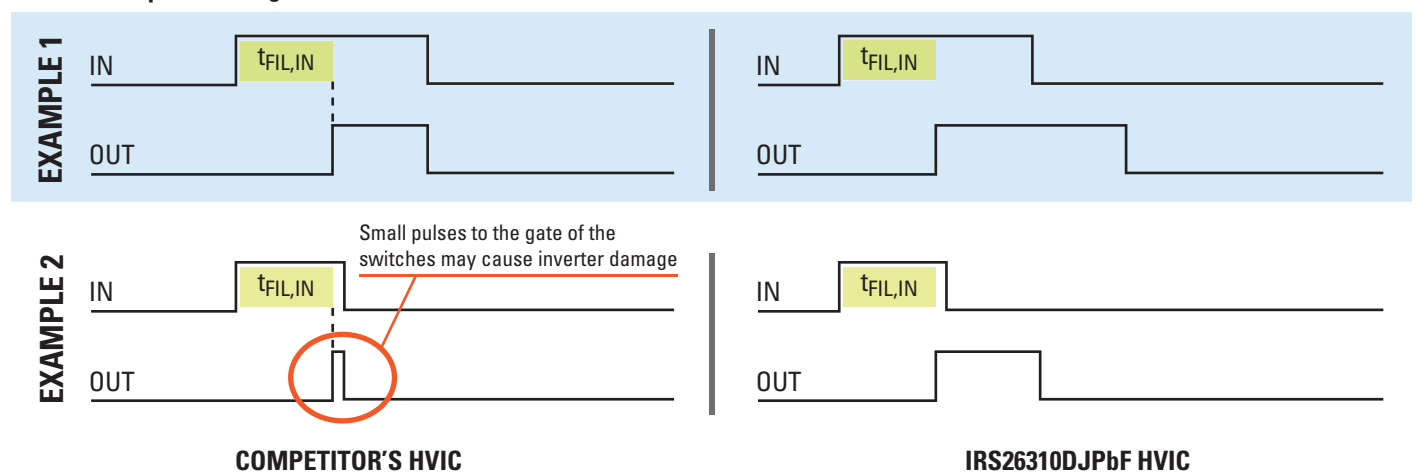 EXAMPLE 1
IN
tFIL,IN
OUT
IN
tFIL,IN
OUT
EXAMPLE 2
Small pulses to the gate of the
switches may cause inverter damage
IN
tFIL,IN
OUT
IN
tFIL,IN
OUT
COMPETITOR'S HVIC
IRS26310DJPbF HVIC